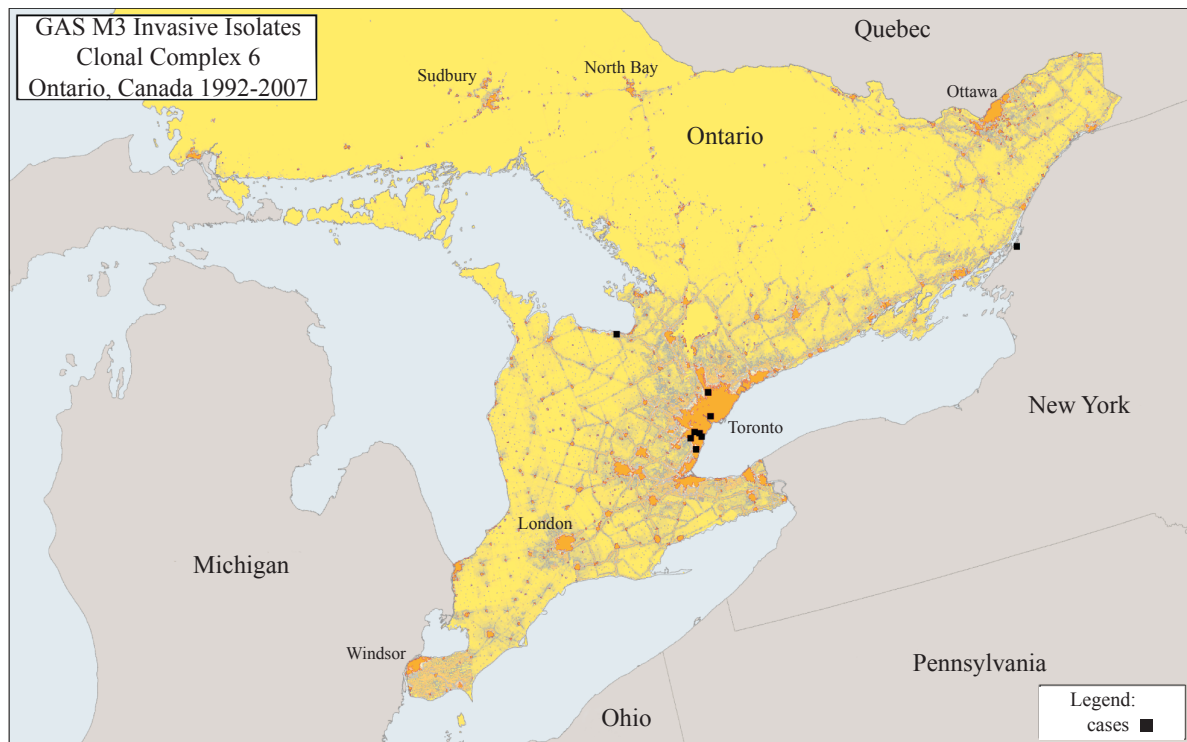 GAS M3 Invasive Isolates
Clonal Complex 6
Ontario, Canada 1992-2007
Quebec
Sudbury
North Bay
Ottawa
Ontario
New York
Toronto
London
Michigan
Windsor
Pennsylvania
Ohio
Legend:
cases